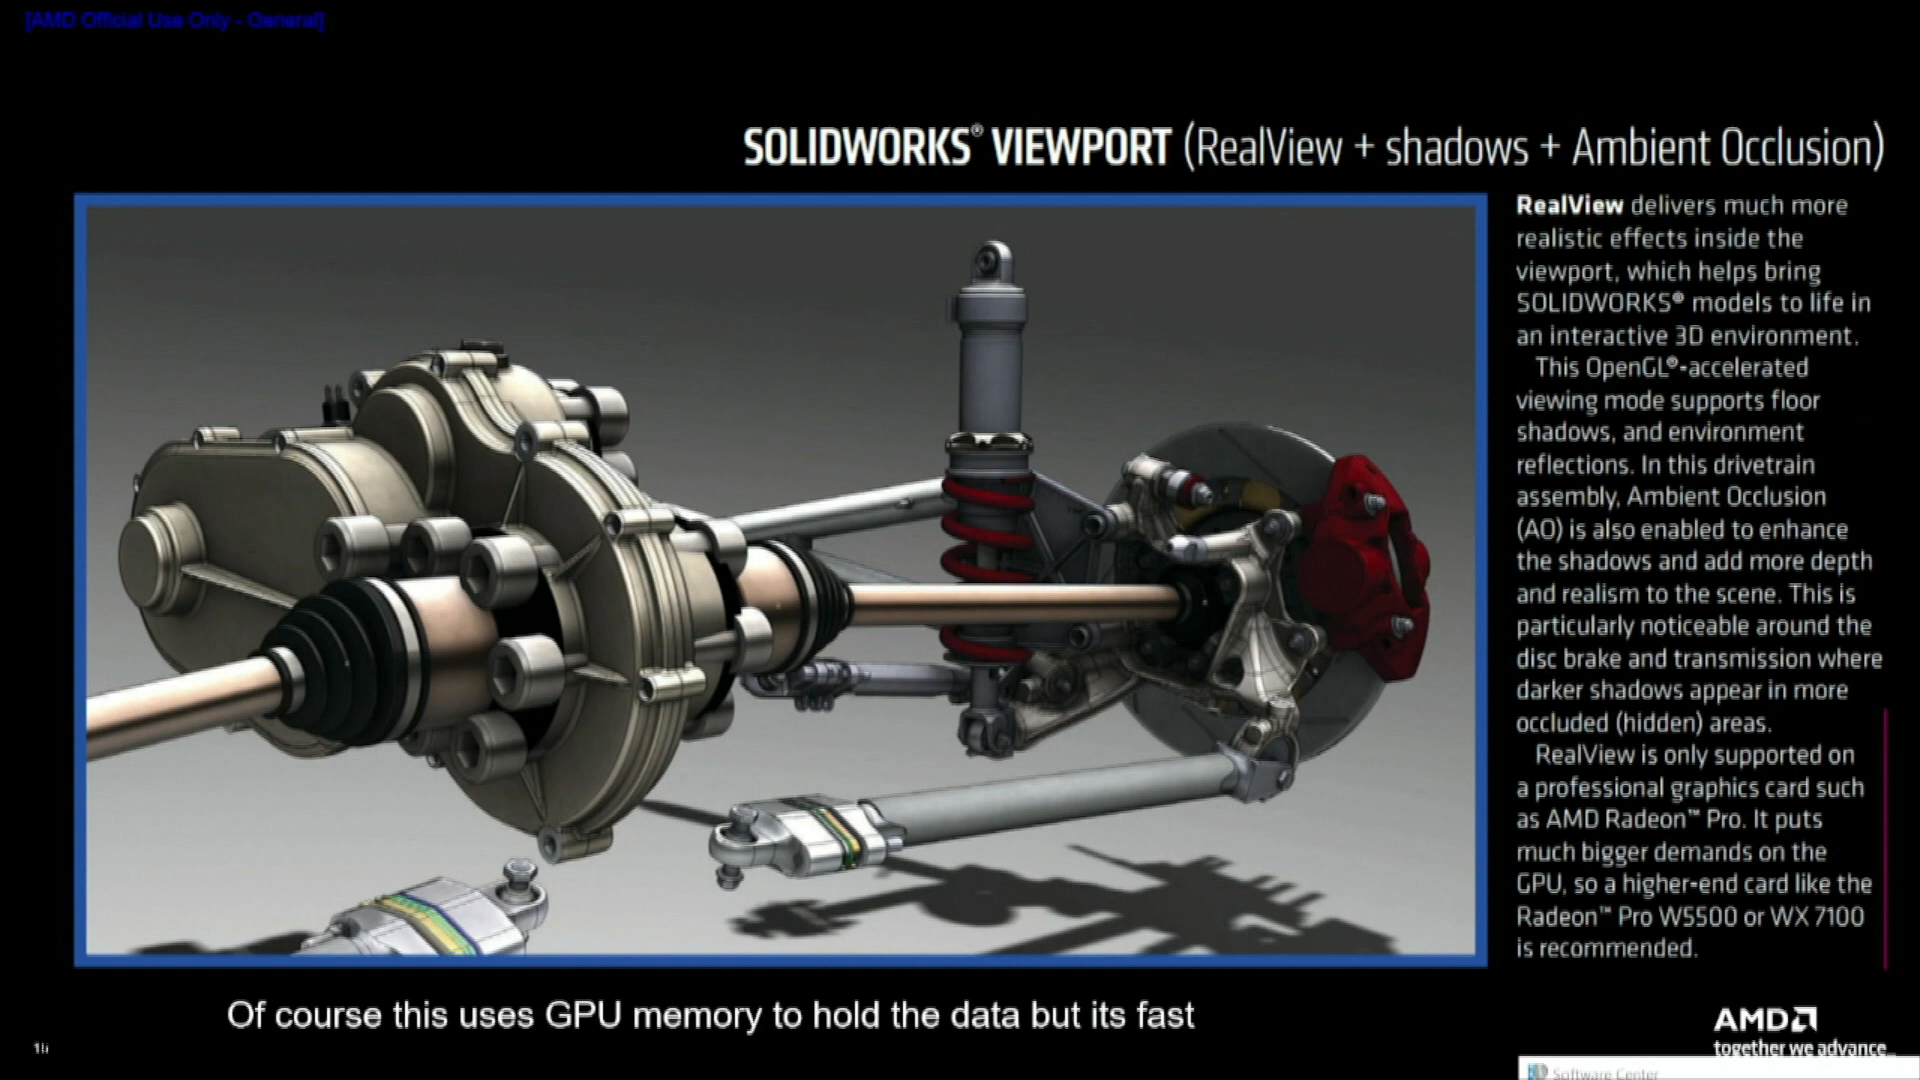 [AMD Official Use Only - General]
SOLIDWORKS® VIEWPORT (RealView + shadows + Ambient Occlusion)
RealView delivers much more
realistic effects inside the
viewport, which helps bring
SOLIDWORKS® models to life in
an interactive 3D environment.
This OpenGL®-accelerated
viewing mode supports floor
shadows, and environment
reflections. In this drivetrain
assembly, Ambient Occlusion
(AO) is also enabled to enhance
the shadows and add more depth
and realism to the scene. This is
particularly noticeable around the
disc brake and transmission where
darker shadows appear in more
occluded (hidden) areas.
RealView is only supported on
a professional graphics card such
as AMD Radeon™ Pro. It puts
much bigger demands on the
GPU, so a higher-end card like the
Radeon™ Pro W5500 or WX 7100
is recommended.
Of course this uses GPU memory to hold the data but its fast
AMD
together we advance_
Software Center